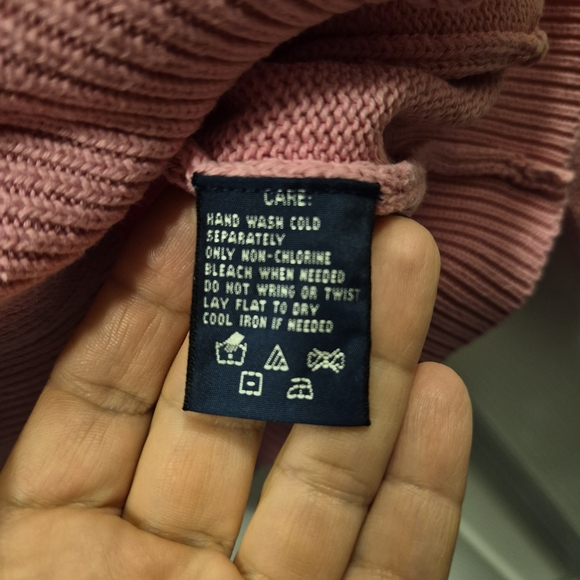 CARE:
HAND WASH COLD
SEPARATELY
ONLY NON-CHLORINE
BLEACH WHEN NEEDED
DO NOT WRING OR TWIST
LAY FLAT TO DRY
COOL IRON IF NEEDED